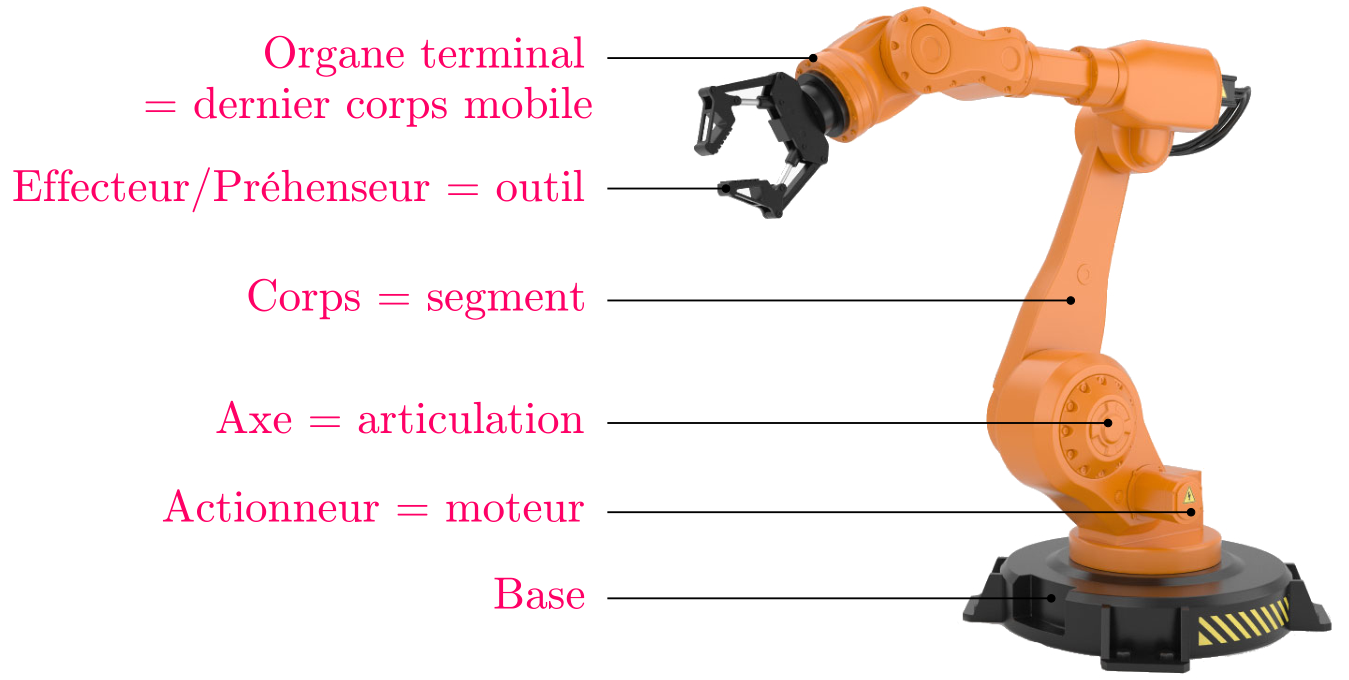 Organe terminal
= dernier corps mobile
Effecteur/Préhenseur = outil
Corps = segment
Axe = articulation
Actionneur = moteur
Base